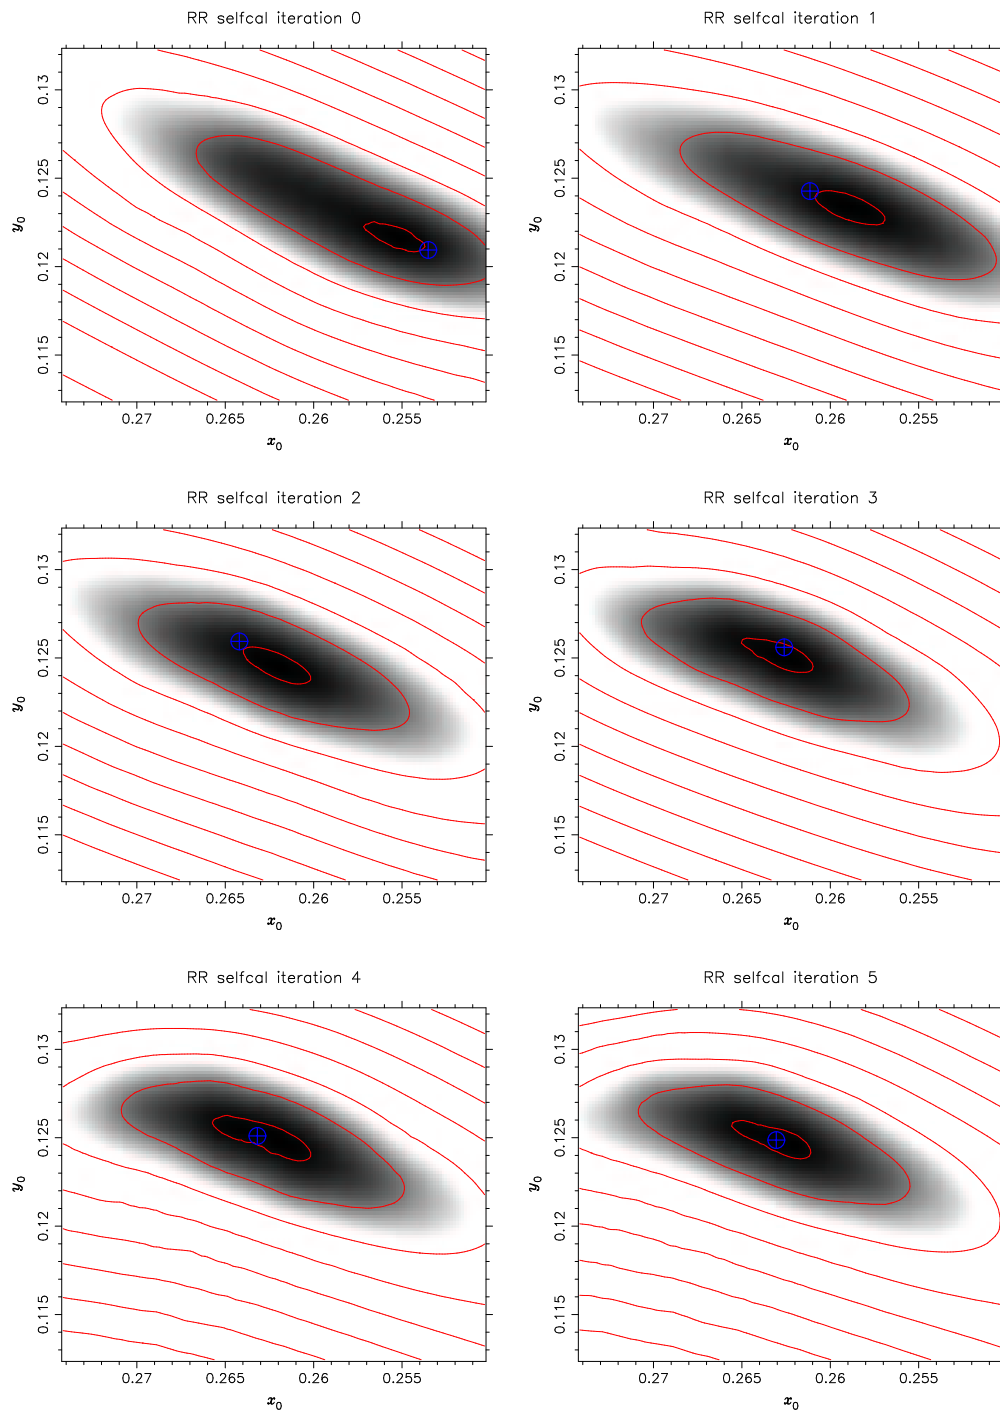 RR selfcal iteration 0
0.13
0.125
0.12
0.115
y₀
0.27 0.265 0.26 0.255
x₀
RR selfcal iteration 1
0.13
0.125
0.12
0.115
y₀
0.27 0.265 0.26 0.255
x₀
RR selfcal iteration 2
0.13
0.125
0.12
0.115
y₀
0.27 0.265 0.26 0.255
x₀
RR selfcal iteration 3
0.13
0.125
0.12
0.115
y₀
0.27 0.265 0.26 0.255
x₀
RR selfcal iteration 4
0.13
0.125
0.12
0.115
y₀
0.27 0.265 0.26 0.255
x₀
RR selfcal iteration 5
0.13
0.125
0.12
0.115
y₀
0.27 0.265 0.26 0.255
x₀